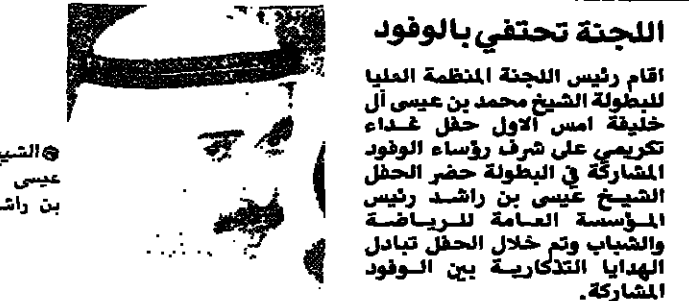 اللجنة تحتفي بالوفود
اقام رئيس اللجنة المنظمة العليا
للبطولة الشيخ محمد بن عيسى آل
خليفة امس الاول حفل غداء
تكريمي على شرف رؤساء الوفود
المشاركة في البطولة حضر الحفل
الشيخ عيسى بن راشد رئيس
المؤسسة العامة للرياضة
والشباب وتم خلال الحفل تبادل
الهدايا التذكارية بين الوفود
المشاركة.
عيسى
بن